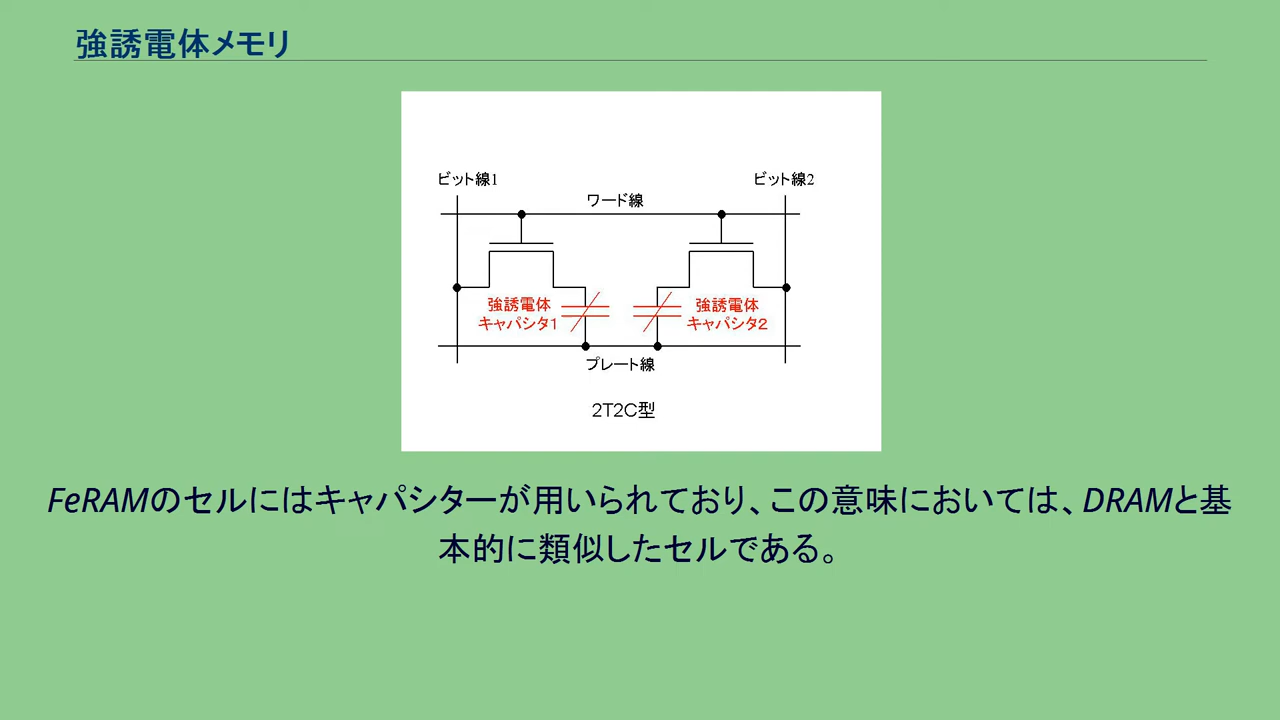 強誘電体メモリ
ビット線1
ビット線2
ワード線
強誘電体
キャパシタ1
強誘電体
キャパシタ2
プレート線
2T2C型
FeRAMのセルにはキャパシターが用いられており、この意味においては、DRAMと基
本的に類似したセルである。